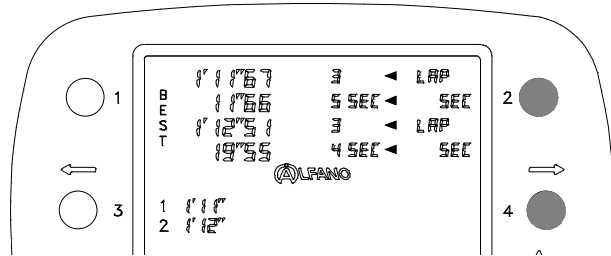 1'11"67 3 ◄ LAP
1 BEST 11"66 5 SEC ◄ SEC 2
1'12"51 3 ◄ LAP
19"55 4 SEC ◄ SEC
ALFANO
3 4
1 1'11"
2 1'12"